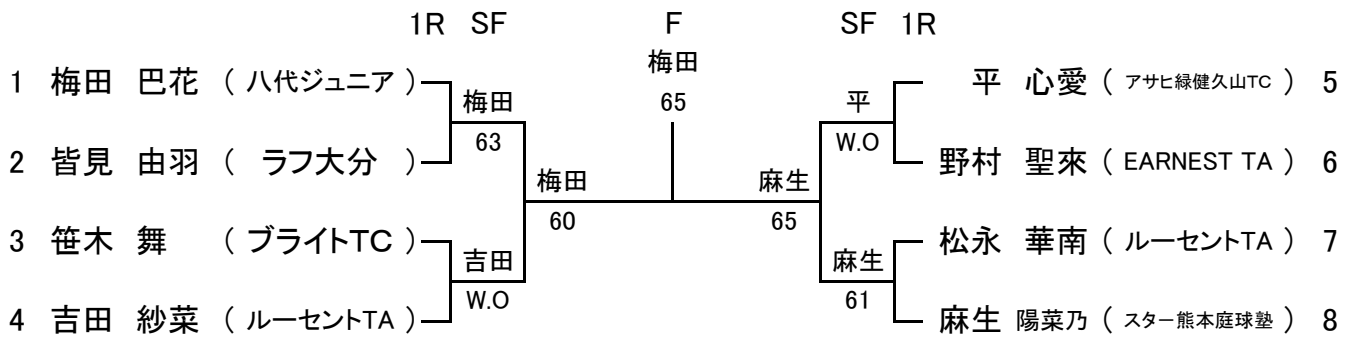 1R SF F SF 1R
梅田
65
1 梅田 巴花 ( 八代ジュニア )
梅田
63
2 皆見 由羽 ( ラフ大分 )
梅田
60
3 笹木 舞 ( ブライトTC )
吉田
W.O
4 吉田 紗菜 ( ルーセントTA )
平 心愛 ( アサヒ緑健久山TC ) 5
平
W.O
野村 聖來 ( EARNEST TA ) 6
麻生
65
松永 華南 ( ルーセントTA ) 7
麻生
61
麻生 陽菜乃 ( スター熊本庭球塾 ) 8